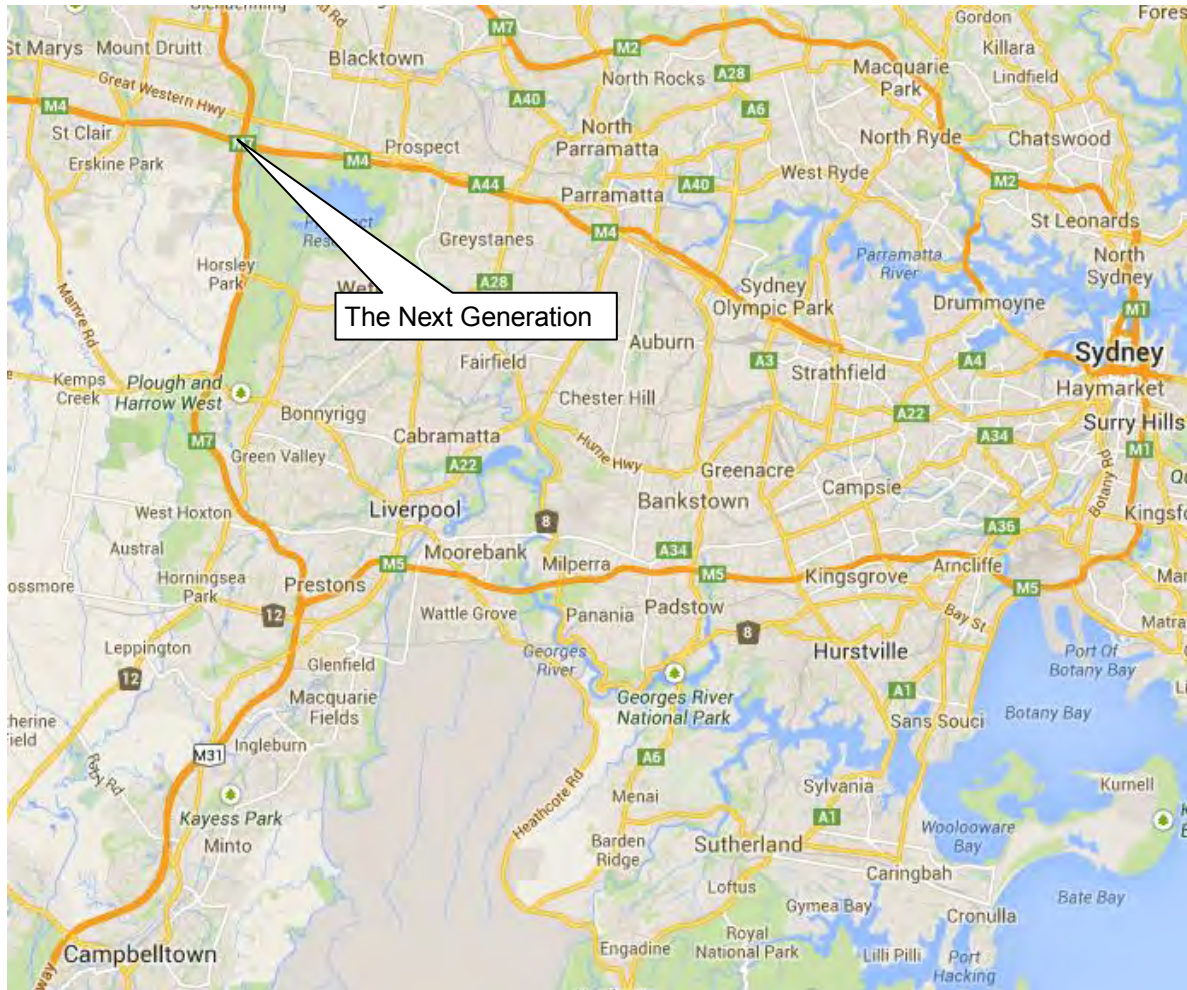 Gordon
Fores
Killara
Lindfield
M7
M2
St Marys
Mount Druitt
Blacktown
North Rocks
A28
Macquarie
Park
Great Western Hwy
M4
A40
A6
St Clair
Erskine Park
Prospect
M4
North
Parramatta
North Ryde
Chatswood
A44
Parramatta
A40
West Ryde
M2
St Leonards
M4
Greystanes
Parramatta
River
North
Sydney
Horsley
Park
A28
The Next Generation
Sydney
Olympic Park
Drummoyne
M1
Mamre Rd
Auburn
Sydney
Fairfield
A3
Strathfield
A4
Haymarket
Kemps
Creek
Plough and
Harrow West
Bonnyrigg
Chester Hill
A22
Surry Hills
M7
Cabramatta
Hume Hwy
A34
M1
Green Valley
A22
Greenacre
Botany Rd
Bankstown
Campsie
West Hoxton
Liverpool
8
A36
Kingsf
Austral
Moorebank
Milperra
A34
Arncliffe
M5
M5
Kingsgrove
M5
ossmore
Horningsea
Park
Prestons
12
Wattle Grove
Panania
Padstow
Bay St
Matra
8
Leppington
Georges
River
Hurstville
Port Of
Botany Bay
12
Glenfield
Georges River
National Park
A1
Macquarie
Fields
Sans Souci
Botany Bay
M31
Ingleburn
A6
Kayess Park
Heathcote Rd
Menai
Sylvania
Kurnell
A1
Minto
Barden
Ridge
Sutherland
Woolooware
Bay
Caringbah
Loftus
Gymea Bay
Bate Bay
Cronulla
Campbelltown
Engadine
Royal
National Park
Lilli Pilli
Port
Hacking
way